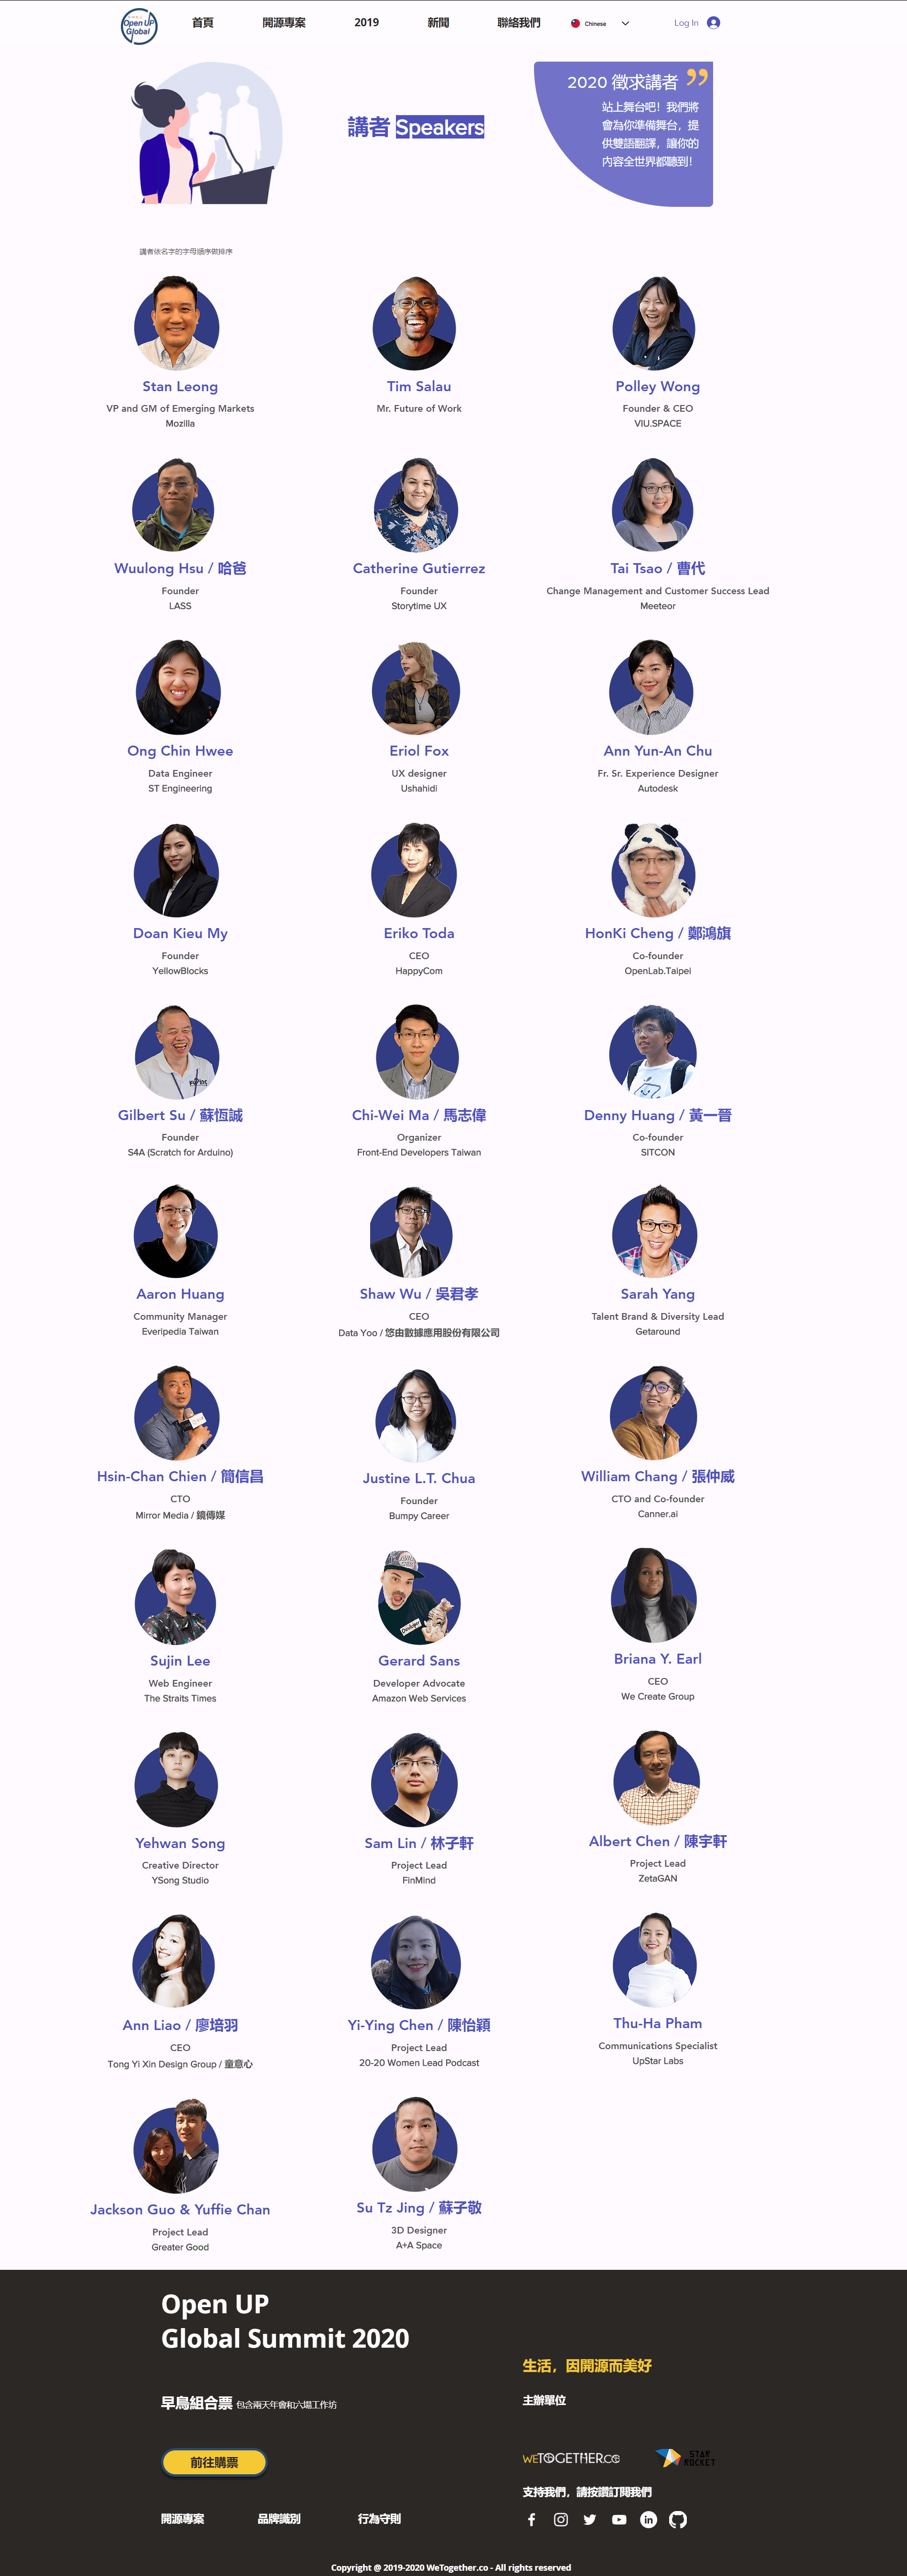 Open UP
Global
首頁
開源專案
2019
新聞
聯絡我們
Chinese
Log In
講者 Speakers
2020 徵求講者
站上舞台吧！我們將
會為你準備舞台，提
供雙語翻譯，讓你的
內容全世界都聽到！
講者依名字的字母順序做排序
Stan Leong
VP and GM of Emerging Markets
Mozilla
Tim Salau
Mr. Future of Work
Polley Wong
Founder & CEO
VIU.SPACE
Wuulong Hsu / 哈爸
Founder
LASS
Catherine Gutierrez
Founder
Storytime UX
Tai Tsao / 曹代
Change Management and Customer Success Lead
Meeteor
Ong Chin Hwee
Data Engineer
ST Engineering
Eriol Fox
UX designer
Ushahidi
Ann Yun-An Chu
Fr. Sr. Experience Designer
Autodesk
Doan Kieu My
Founder
YellowBlocks
Eriko Toda
CEO
HappyCom
HonKi Cheng / 鄭鴻旗
Co-founder
OpenLab.Taipei
Gilbert Su / 蘇恆誠
Founder
S4A (Scratch for Arduino)
Chi-Wei Ma / 馬志偉
Organizer
Front-End Developers Taiwan
Denny Huang / 黃一晉
Co-founder
SITCON
Aaron Huang
Community Manager
Everipedia Taiwan
Shaw Wu / 吳君孝
CEO
Data Yoo / 悠由數據應用股份有限公司
Sarah Yang
Talent Brand & Diversity Lead
Getaround
Hsin-Chan Chien / 簡信昌
CTO
Mirror Media / 鏡傳媒
Justine L.T. Chua
Founder
Bumpy Career
William Chang / 張仲威
CTO and Co-founder
Canner.ai
Sujin Lee
Web Engineer
The Straits Times
Gerard Sans
Developer Advocate
Amazon Web Services
Briana Y. Earl
CEO
We Create Group
Yehwan Song
Creative Director
YSong Studio
Sam Lin / 林子軒
Project Lead
FinMind
Albert Chen / 陳宇軒
Project Lead
ZetaGAN
Ann Liao / 廖培羽
CEO
Tong Yi Xin Design Group / 童意心
Yi-Ying Chen / 陳怡穎
Project Lead
20-20 Women Lead Podcast
Thu-Ha Pham
Communications Specialist
UpStar Labs
Jackson Guo & Yuffie Chan
Project Lead
Greater Good
Su Tz Jing / 蘇子敬
3D Designer
A+A Space
Open UP
Global Summit 2020
生活，因開源而美好
早鳥組合票 包含兩天年會和六場工作坊
主辦單位
前往購票
WETOGETHER.CO
STAR
ROCKET
支持我們，請按讚訂閱我們
開源專案
品牌識別
行為守則
Copyright @ 2019-2020 WeTogether.co - All rights reserved